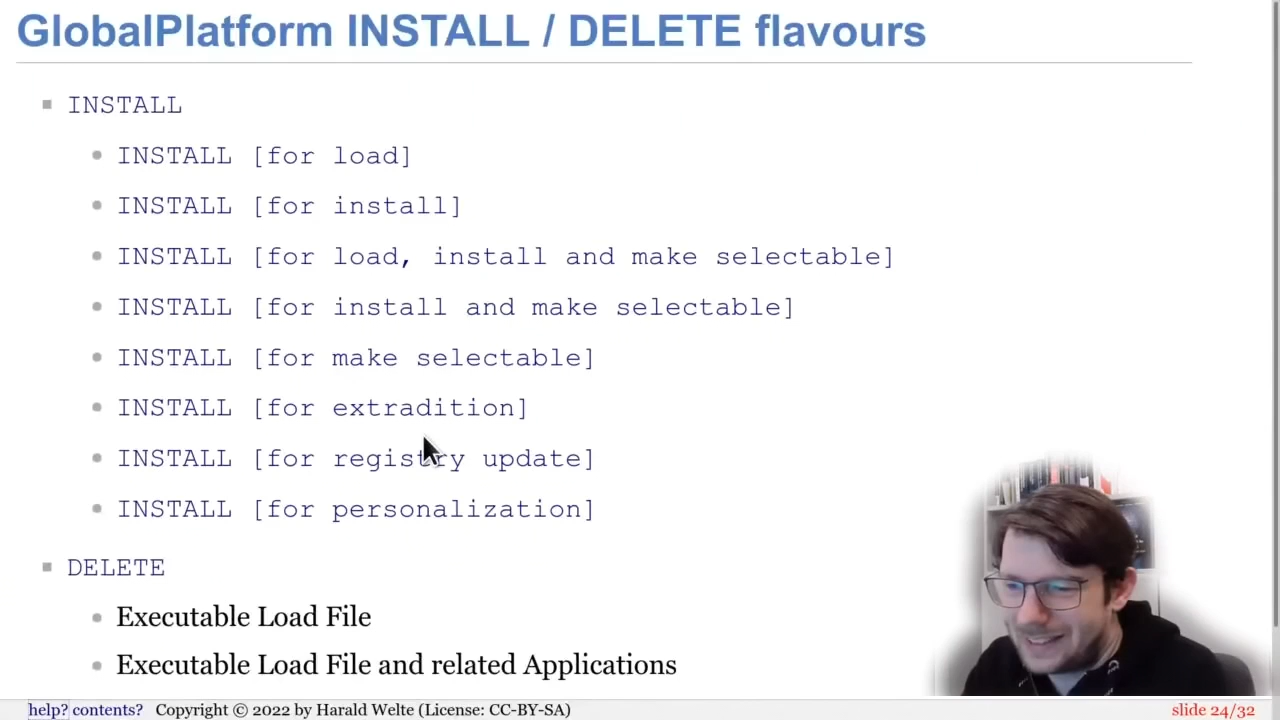 GlobalPlatform INSTALL / DELETE flavours
INSTALL
INSTALL [for load]
INSTALL [for install]
INSTALL [for load, install and make selectable]
INSTALL [for install and make selectable]
INSTALL [for make selectable]
INSTALL [for extradition]
INSTALL [for registry update]
INSTALL [for personalization]
DELETE
Executable Load File
Executable Load File and related Applications
help? contents? Copyright © 2022 by Harald Welte (License: CC-BY-SA) slide 24/32